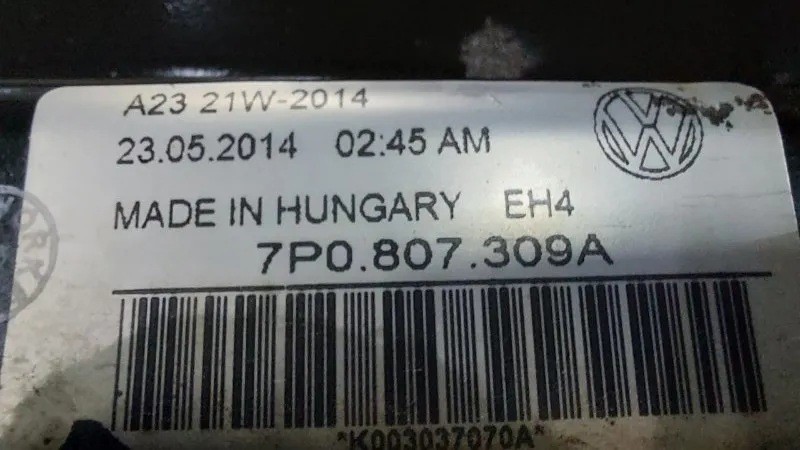 A23 21W-2014
23.05.2014 02:45 AM
MADE IN HUNGARY EH4
7P0.807.309A
*K003037070A*